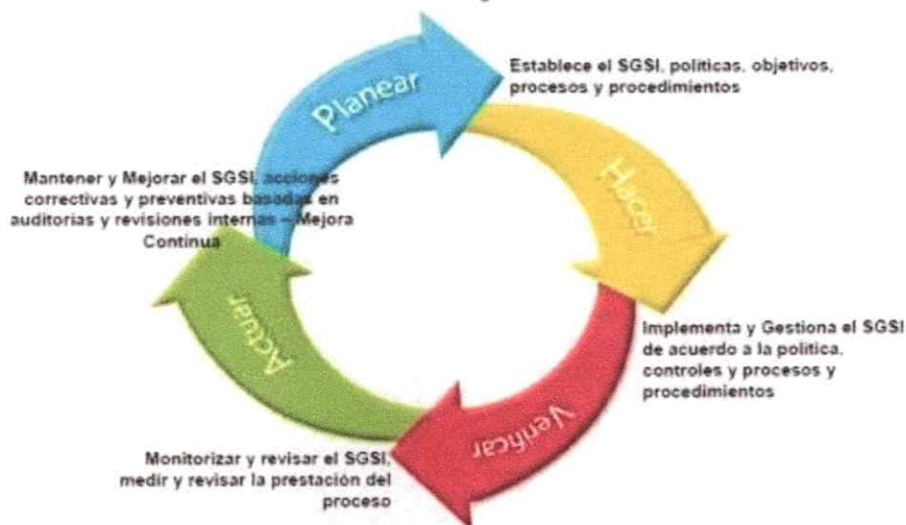 Planear
Establece el SGSI, políticas, objetivos,
procesos y procedimientos
Hacer
Implementa y Gestiona el SGSI
de acuerdo a la política,
controles y procesos y
procedimientos
Verificar
Monitorizar y revisar el SGSI,
medir y revisar la prestación del
proceso
Actuar
Mantener y Mejorar el SGSI, acciones
correctivas y preventivas basadas en
auditorias y revisiones internas – Mejora
Continua